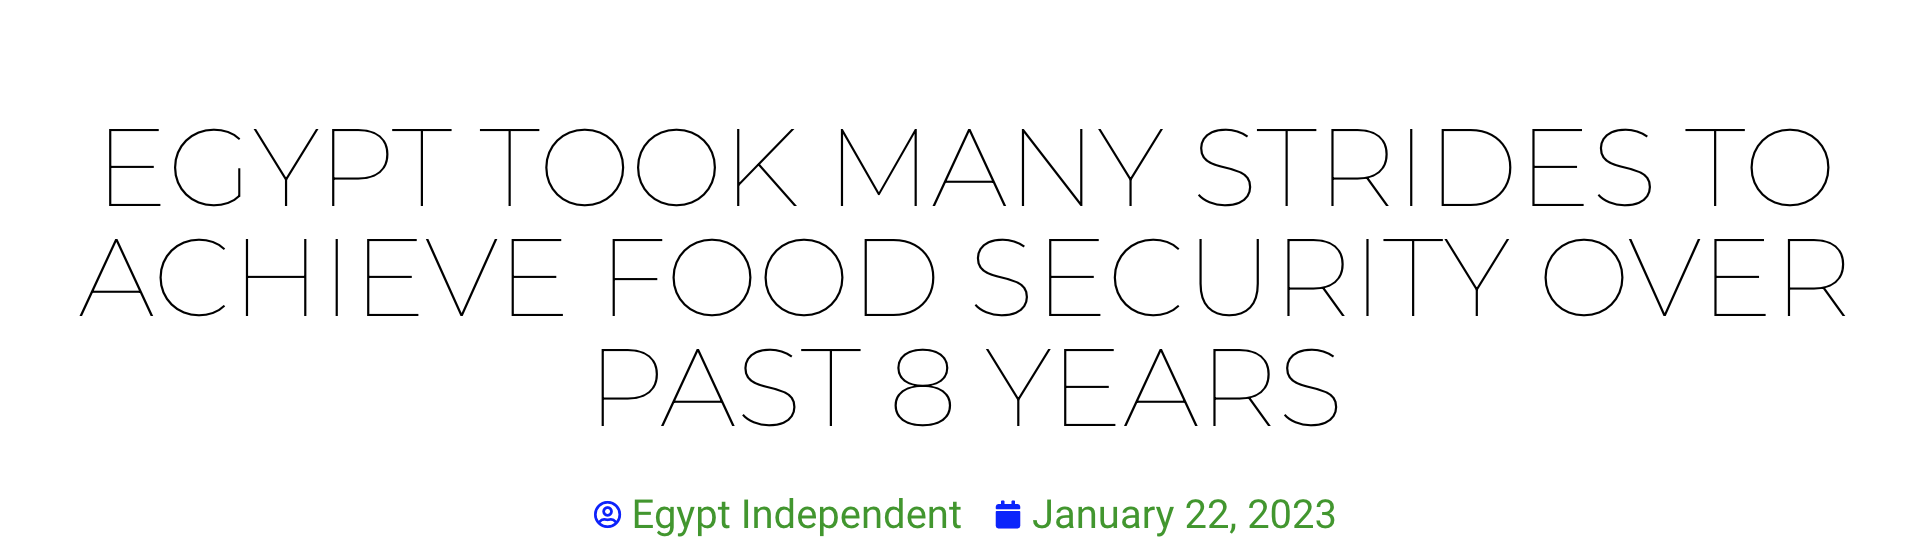 EGYPT TOOK MANY STRIDES TO
ACHIEVE FOOD SECURITY OVER
PAST 8 YEARS
Egypt Independent January 22, 2023